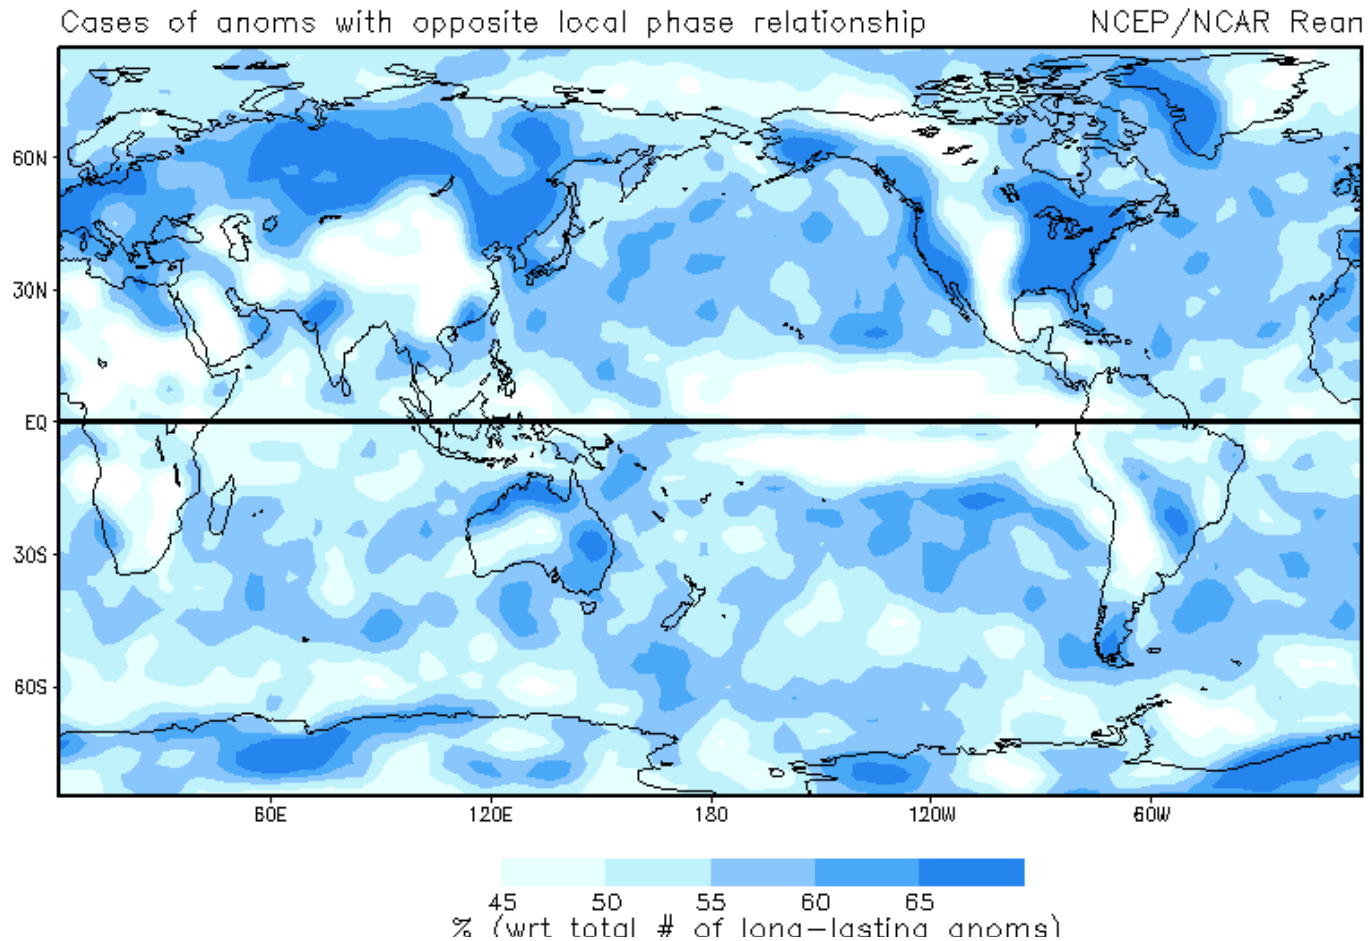 Cases of anoms with opposite local phase relationship NCEP/NCAR Rean
60N
30N
EQ
30S
60S
60E 120E 180 120W 60W
45 50 55 60 65
% (wrt total # of long-lasting anoms)